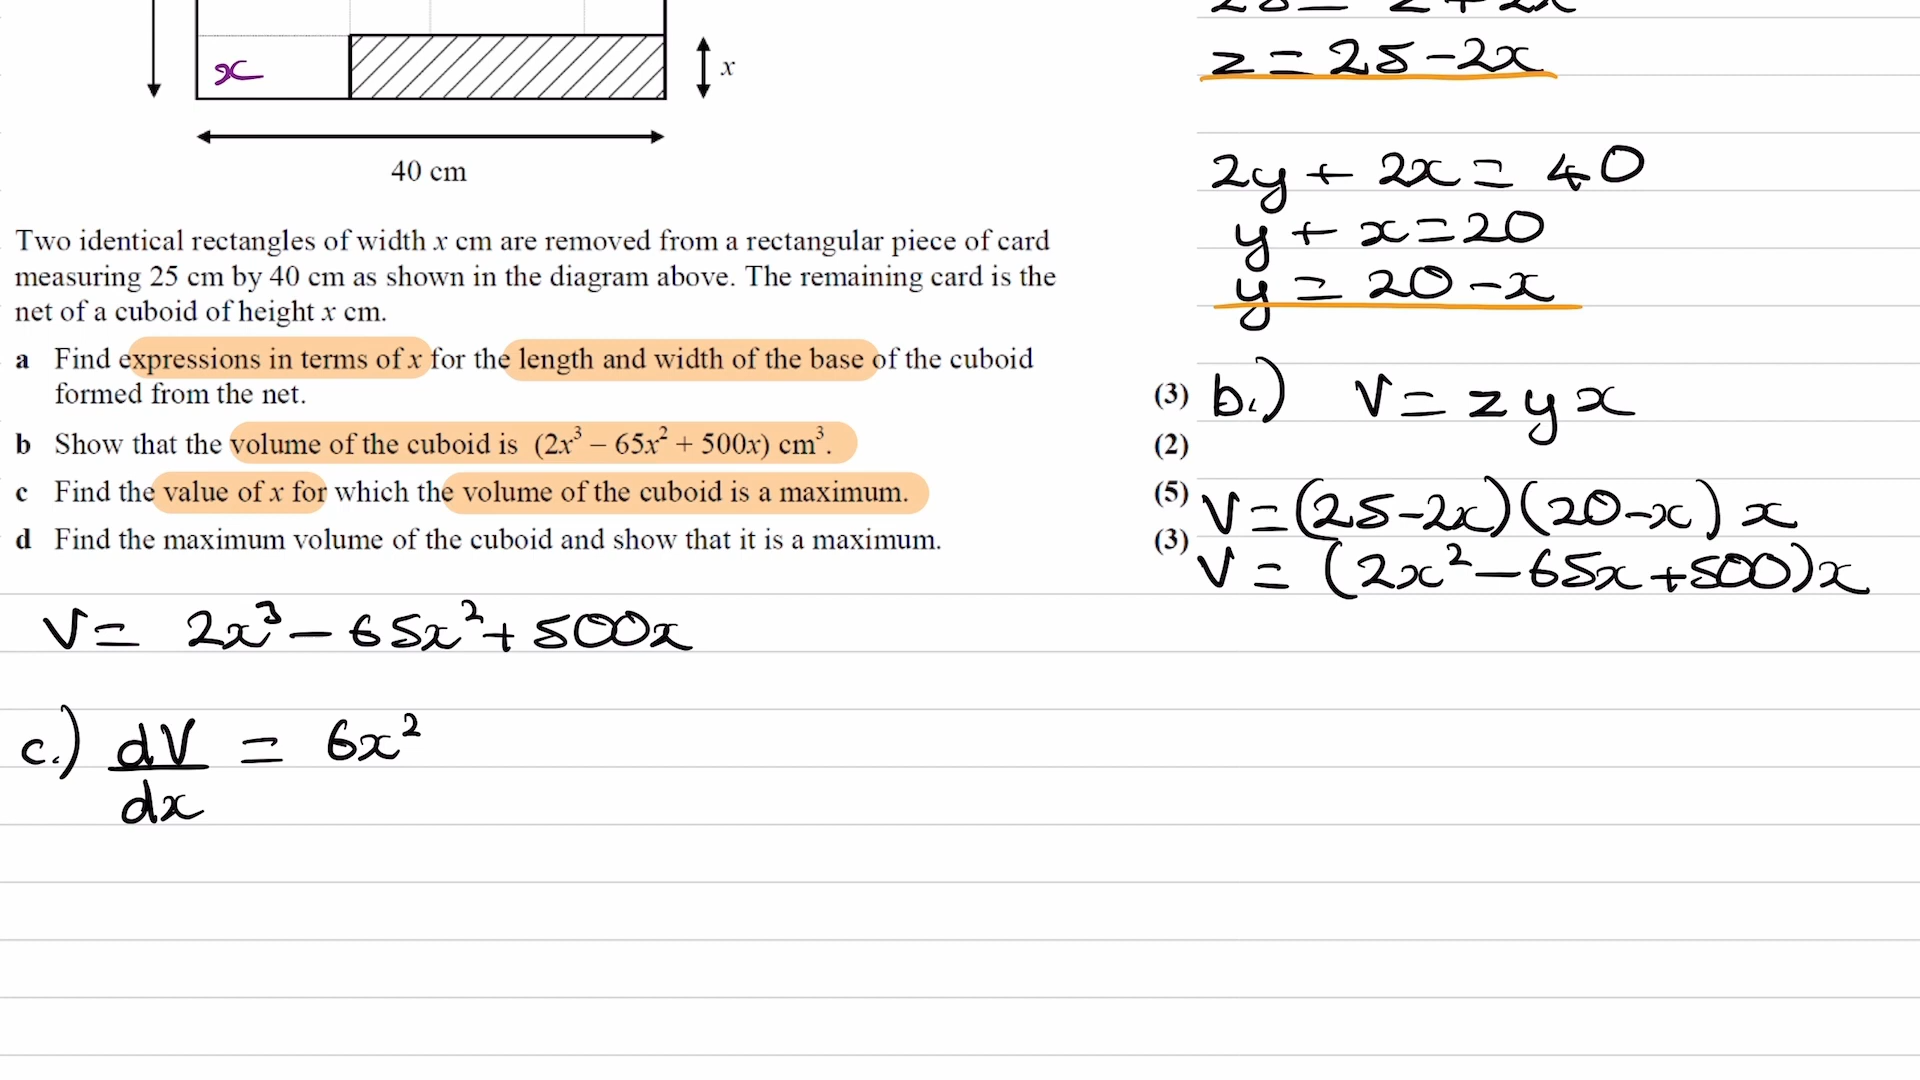 x
x
40 cm
Two identical rectangles of width x cm are removed from a rectangular piece of card
measuring 25 cm by 40 cm as shown in the diagram above. The remaining card is the
net of a cuboid of height x cm.
a Find expressions in terms of x for the length and width of the base of the cuboid
formed from the net. (3)
b Show that the volume of the cuboid is (2x³ – 65x² + 500x) cm³. (2)
c Find the value of x for which the volume of the cuboid is a maximum. (5)
d Find the maximum volume of the cuboid and show that it is a maximum. (3)
z = 25 - 2x
2y + 2x = 40
y + x = 20
y = 20 - x
b.) V = z y x
V = (25-2x)(20-x) x
V = (2x² - 65x + 500)x
V = 2x³ - 65x² + 500x
c.) dV/dx = 6x²